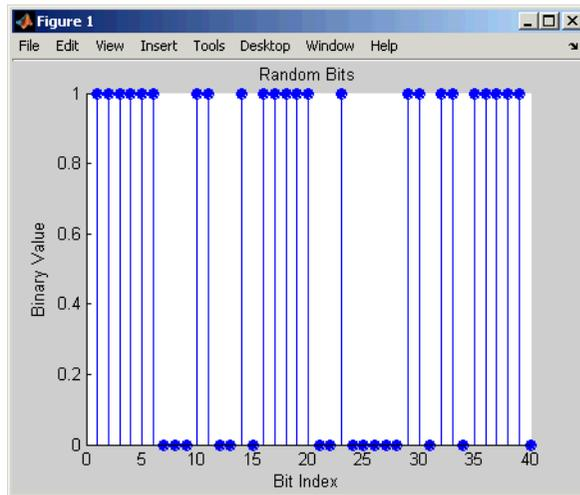 Figure 1
File Edit View Insert Tools Desktop Window Help
Random Bits
1
0.8
0.6
0.4
0.2
0
Binary Value
0 5 10 15 20 25 30 35 40
Bit Index